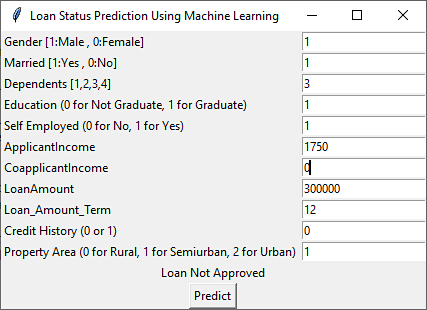 Loan Status Prediction Using Machine Learning
Gender [1:Male , 0:Female] 1
Married [1:Yes , 0:No] 1
Dependents [1,2,3,4] 3
Education (0 for Not Graduate, 1 for Graduate) 1
Self Employed (0 for No, 1 for Yes) 1
ApplicantIncome 1750
CoapplicantIncome 0
LoanAmount 300000
Loan_Amount_Term 12
Credit History (0 or 1) 0
Property Area (0 for Rural, 1 for Semiurban, 2 for Urban) 1
Loan Not Approved
Predict